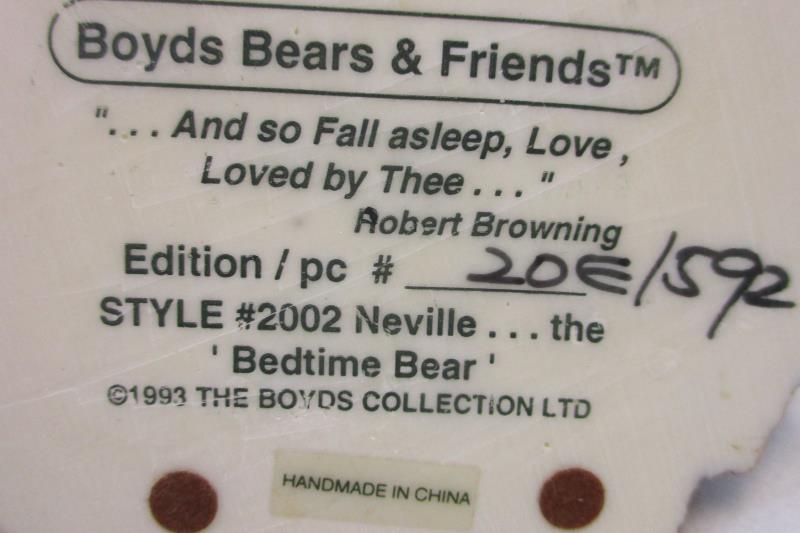 Boyds Bears & Friends™
". . . And so Fall asleep, Love,
Loved by Thee . . . "
Robert Browning
Edition / pc # 20E/592
STYLE #2002 Neville . . . the
' Bedtime Bear '
©1993 THE BOYDS COLLECTION LTD
HANDMADE IN CHINA